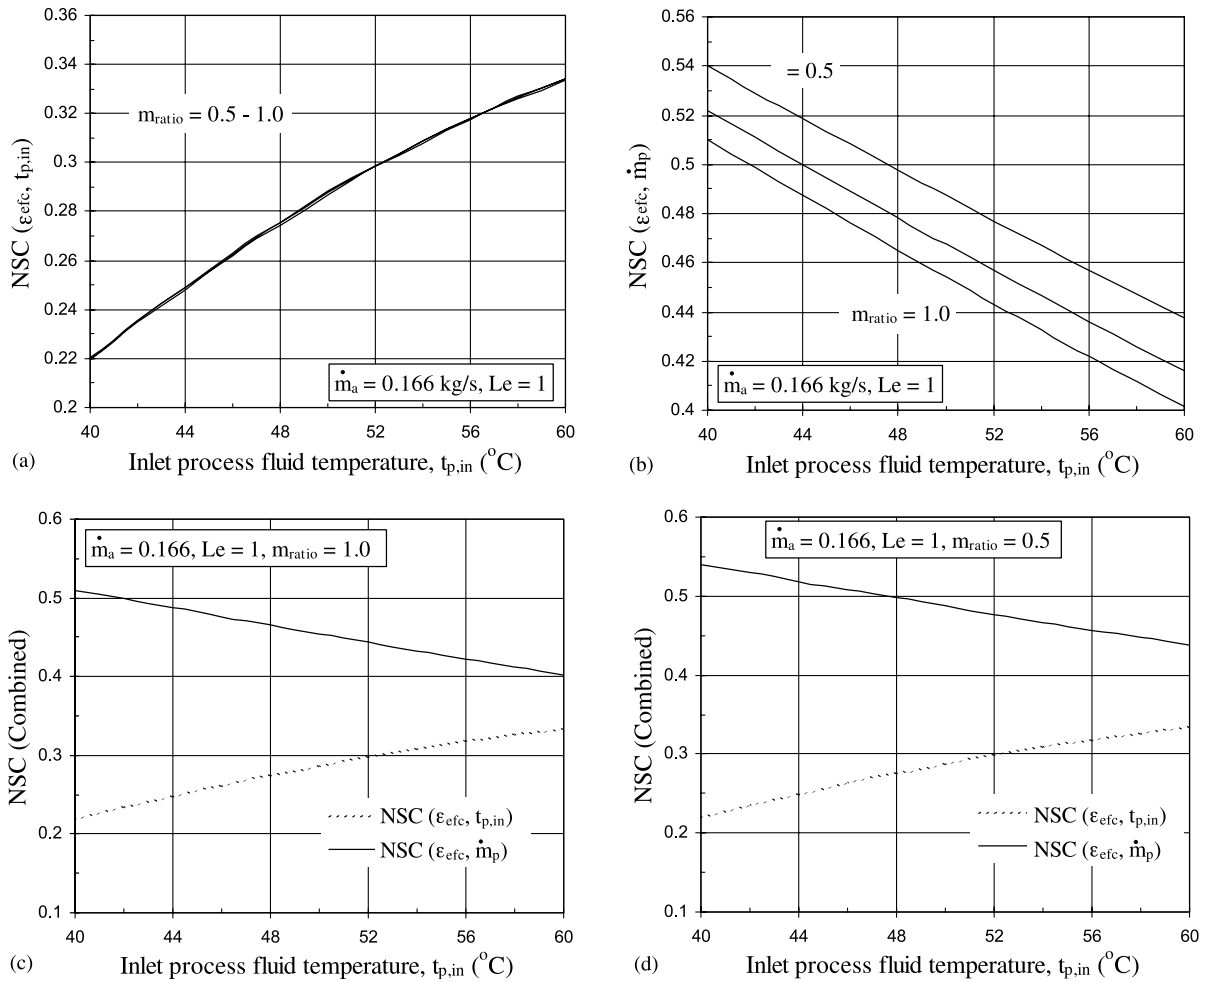 0.36
0.34
0.32
0.3
0.28
0.26
0.24
0.22
0.2
NSC (εefc, tp,in)
mratio = 0.5 - 1.0
ṁa = 0.166 kg/s, Le = 1
40 44 48 52 56 60
(a) Inlet process fluid temperature, tp,in (°C)
0.56
0.54
0.52
0.5
0.48
0.46
0.44
0.42
0.4
NSC (εefc, ṁp)
= 0.5
mratio = 1.0
ṁa = 0.166 kg/s, Le = 1
40 44 48 52 56 60
(b) Inlet process fluid temperature, tp,in (°C)
0.6
0.5
0.4
0.3
0.2
0.1
NSC (Combined)
ṁa = 0.166, Le = 1, mratio = 1.0
NSC (εefc, tp,in)
NSC (εefc, ṁp)
40 44 48 52 56 60
(c) Inlet process fluid temperature, tp,in (°C)
0.6
0.5
0.4
0.3
0.2
0.1
NSC (Combined)
ṁa = 0.166, Le = 1, mratio = 0.5
NSC (εefc, tp,in)
NSC (εefc, ṁp)
40 44 48 52 56 60
(d) Inlet process fluid temperature, tp,in (°C)